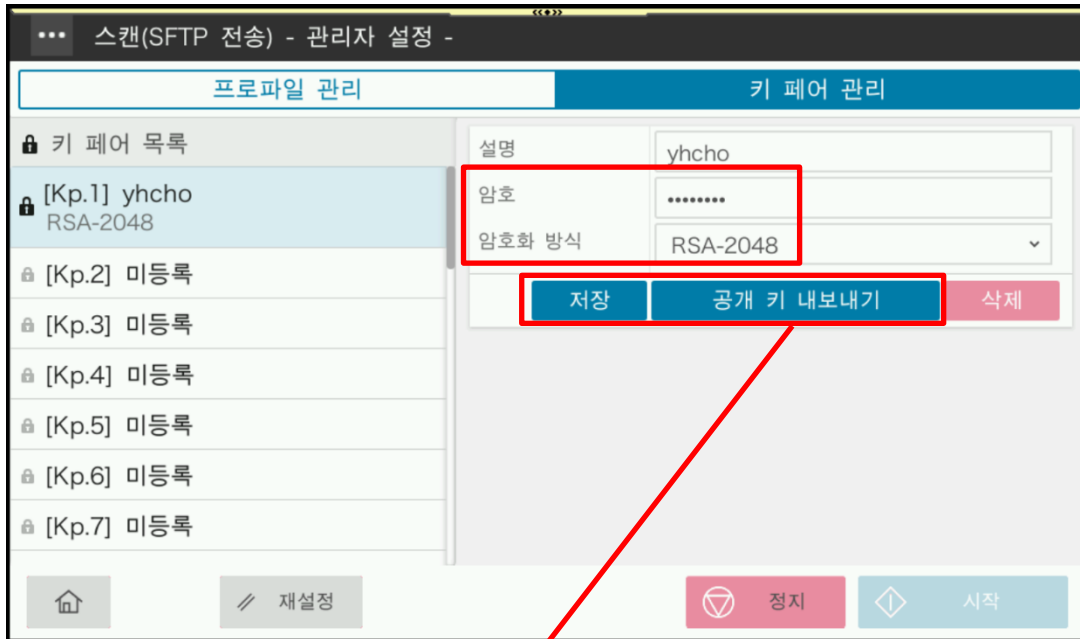 스캔(SFTP 전송) - 관리자 설정 -
프로파일 관리
키 페어 관리
키 페어 목록
[Kp.1] yhcho
RSA-2048
[Kp.2] 미등록
[Kp.3] 미등록
[Kp.4] 미등록
[Kp.5] 미등록
[Kp.6] 미등록
[Kp.7] 미등록
설명
yhcho
암호
••••••••
암호화 방식
RSA-2048
저장
공개 키 내보내기
삭제
재설정
정지
시작